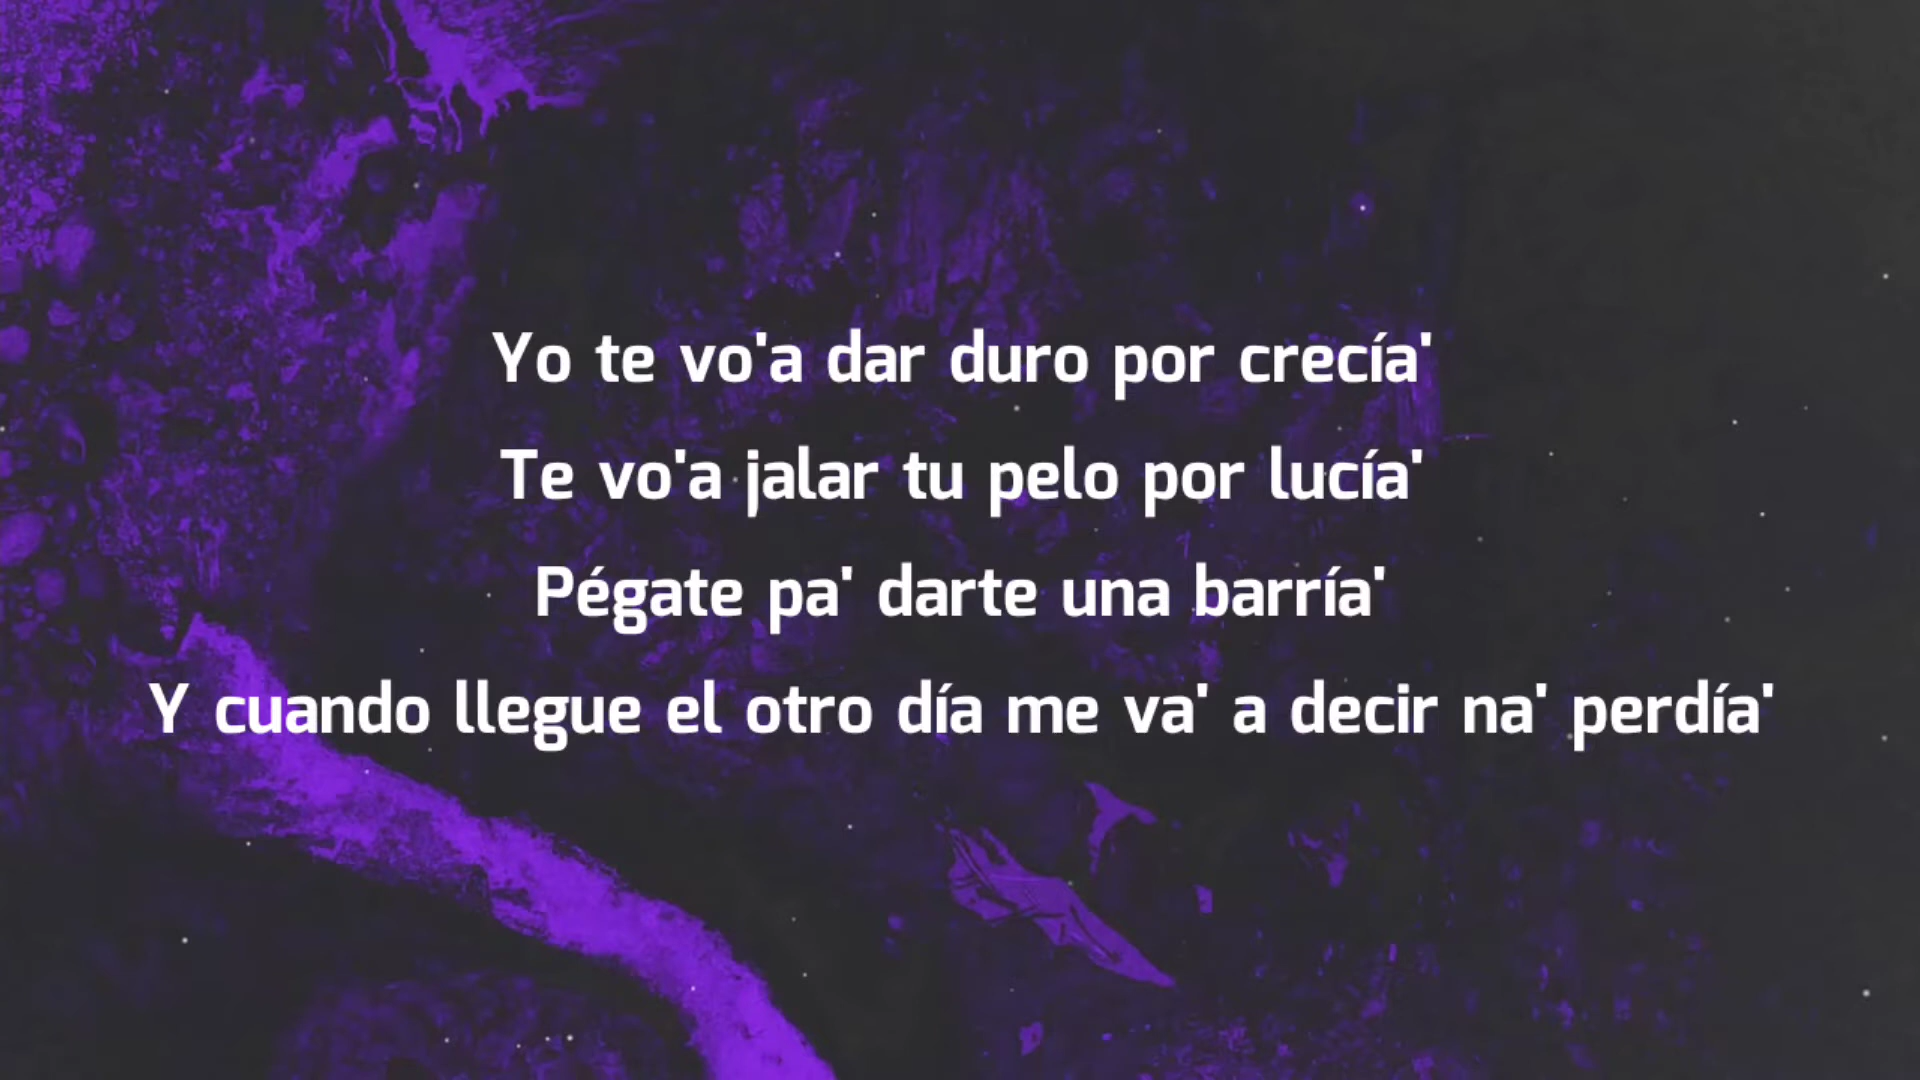 Yo te vo'a dar duro por crecía'
Te vo'a jalar tu pelo por lucía'
Pégate pa' darte una barría'
Y cuando llegue el otro día me va' a decir na' perdía'